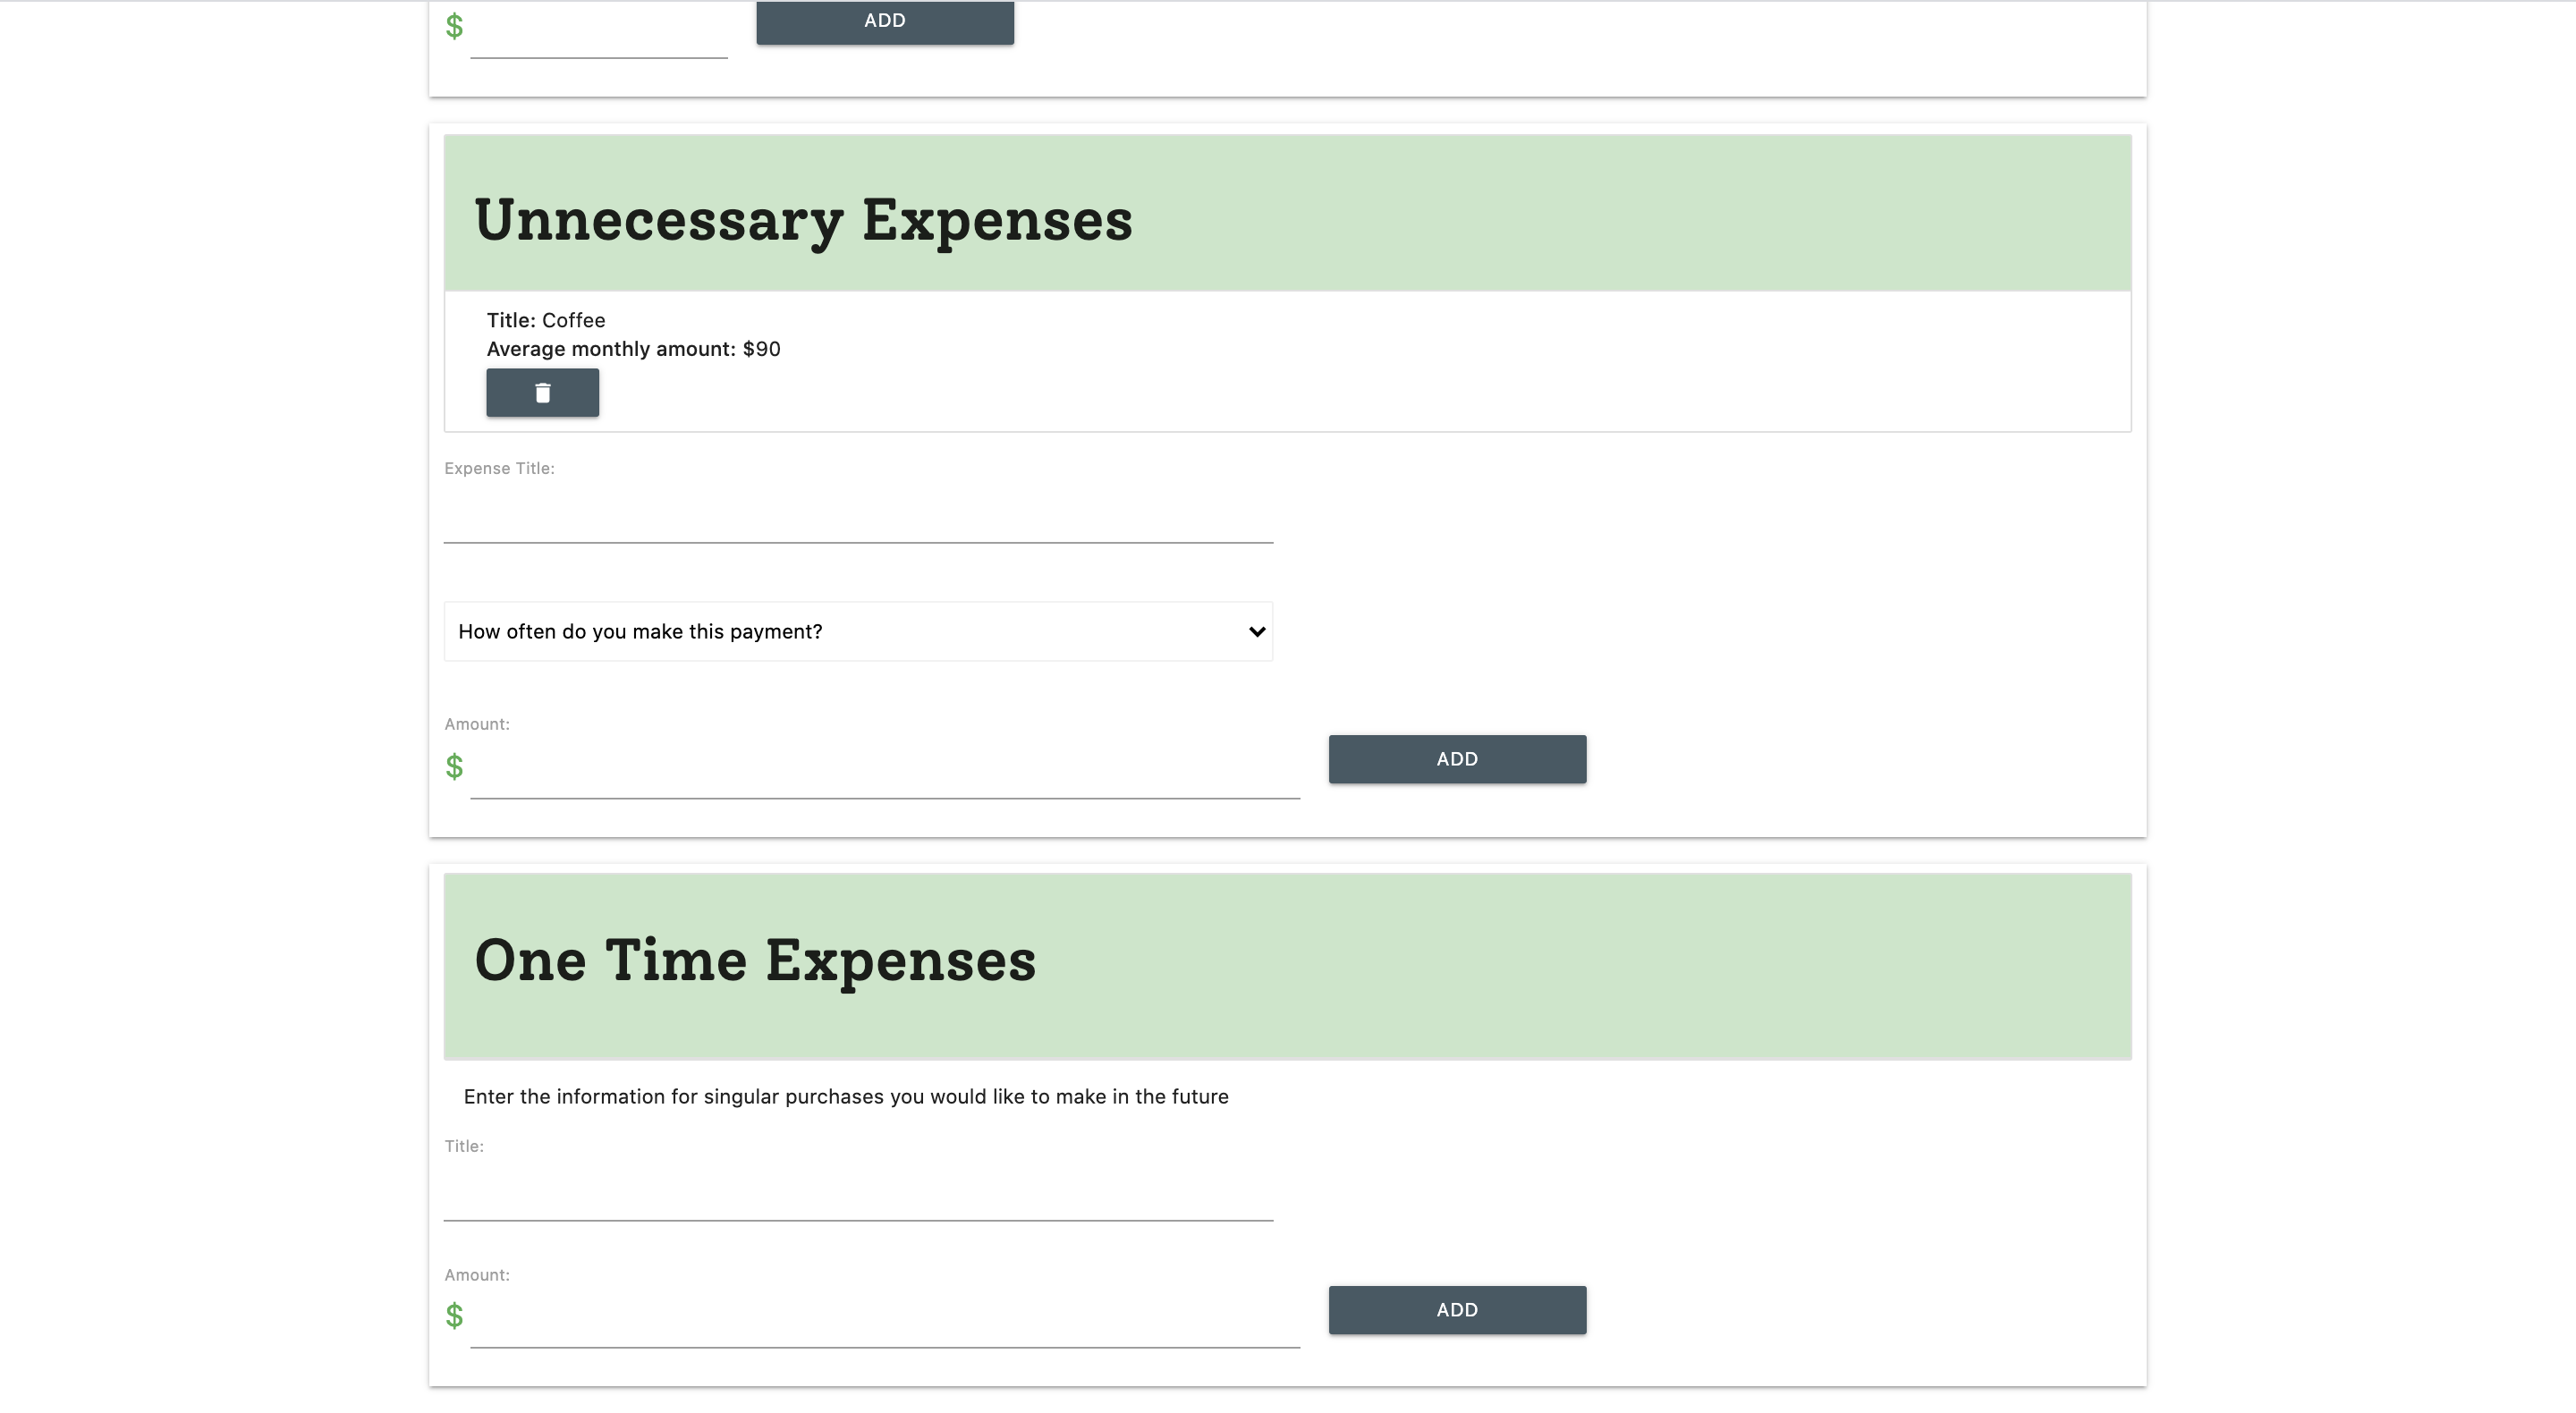 $
ADD
Unnecessary Expenses
Title: Coffee
Average monthly amount: $90
Expense Title:
How often do you make this payment?
Amount:
$
ADD
One Time Expenses
Enter the information for singular purchases you would like to make in the future
Title:
Amount:
$
ADD